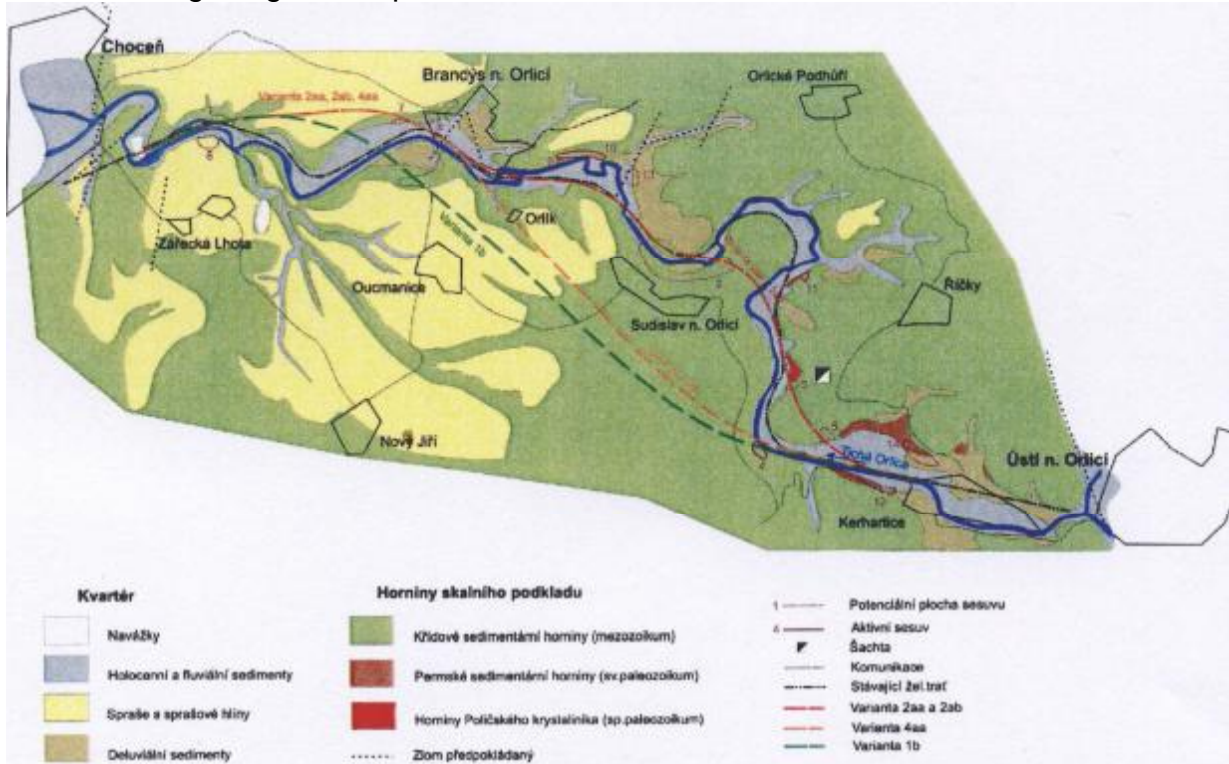 Choceň
Brandýs n. Orlicí
Orlické Podhůří
Varianta 2aa, 2ab, 4aa
Zářecká Lhota
Orlík
Varianta 1b
Oucmanice
Sudislav n. Orlicí
Říčky
Nový Jiří
Tichá Orlice
Ústí n. Orlicí
Kerhartice
Kvartér
Navážky
Holocenní a fluviální sedimenty
Spraše a sprašové hlíny
Deluviální sedimenty
Horniny skalního podkladu
Křídové sedimentární horniny (mezozoikum)
Permské sedimentární horniny (sv.paleozoikum)
Horniny Poličského krystalinika (sp.paleozoikum)
Zlom předpokládaný
1 Potenciální plocha sesuvu
4 Aktivní sesuv
Šachta
Komunikace
Stávající žel.trať
Varianta 2aa a 2ab
Varianta 4aa
Varianta 1b